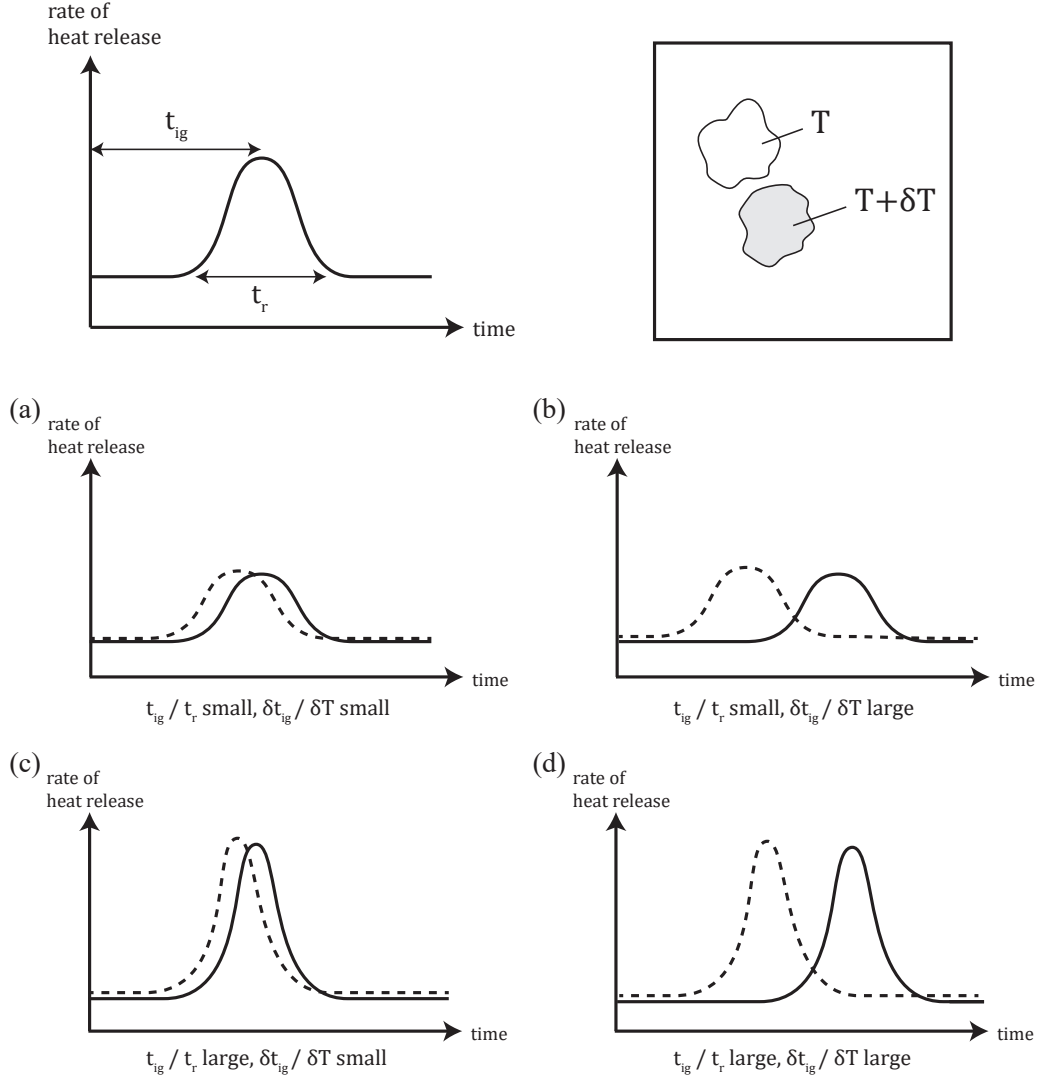 rate of
heat release
t_ig
t_r
time
T
T+δT
(a)
rate of
heat release
time
t_ig / t_r small, δt_ig / δT small
(b)
rate of
heat release
time
t_ig / t_r small, δt_ig / δT large
(c)
rate of
heat release
time
t_ig / t_r large, δt_ig / δT small
(d)
rate of
heat release
time
t_ig / t_r large, δt_ig / δT large